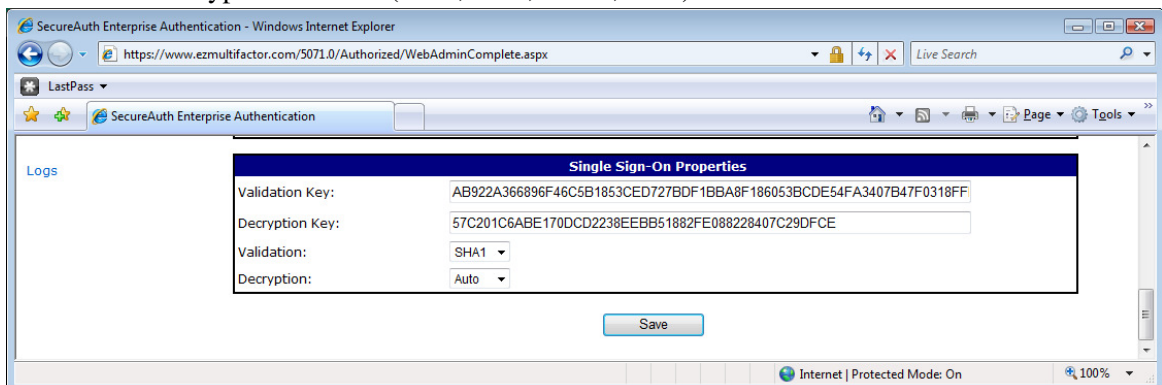 SecureAuth Enterprise Authentication - Windows Internet Explorer
https://www.ezmultifactor.com/5071.0/Authorized/WebAdminComplete.aspx
Live Search
LastPass
SecureAuth Enterprise Authentication
Page
Tools
Logs
Single Sign-On Properties
Validation Key: AB922A366896F46C5B1853CED727BDF1BBA8F186053BCDE54FA3407B47F0318FF
Decryption Key: 57C201C6ABE170DCD2238EEBB51882FE088228407C29DFCE
Validation: SHA1
Decryption: Auto
Save
Internet | Protected Mode: On
100%